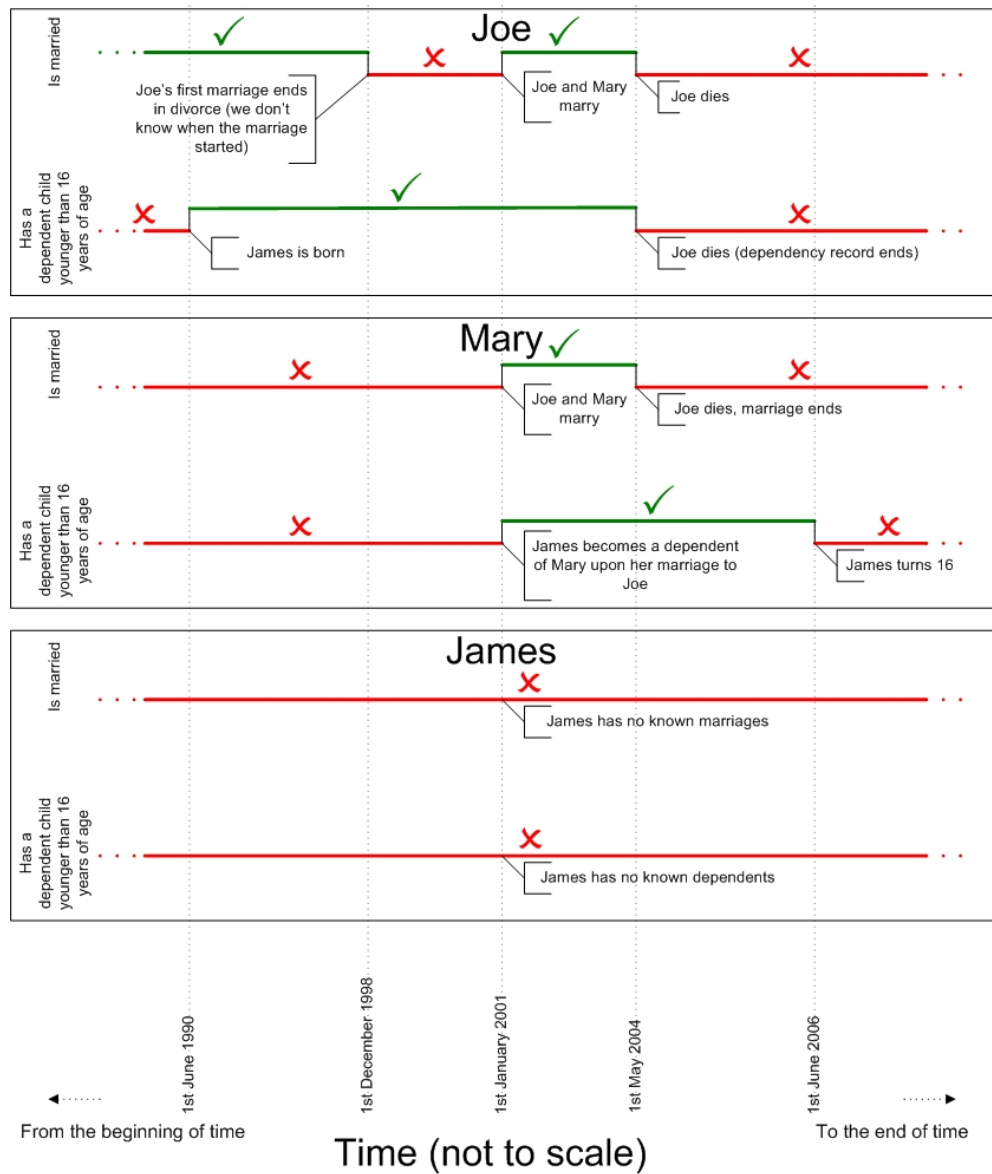 Joe
Is married
Joe's first marriage ends
in divorce (we don't
know when the marriage
started)
Joe and Mary
marry
Joe dies
Has a
dependent child
younger than 16
years of age
James is born
Joe dies (dependency record ends)
Mary
Is married
Joe and Mary
marry
Joe dies, marriage ends
Has a
dependent child
younger than 16
years of age
James becomes a dependent
of Mary upon her marriage to
Joe
James turns 16
James
Is married
James has no known marriages
Has a
dependent child
younger than 16
years of age
James has no known dependents
1st June 1990
1st December 1998
1st January 2001
1st May 2004
1st June 2006
From the beginning of time
To the end of time
Time (not to scale)